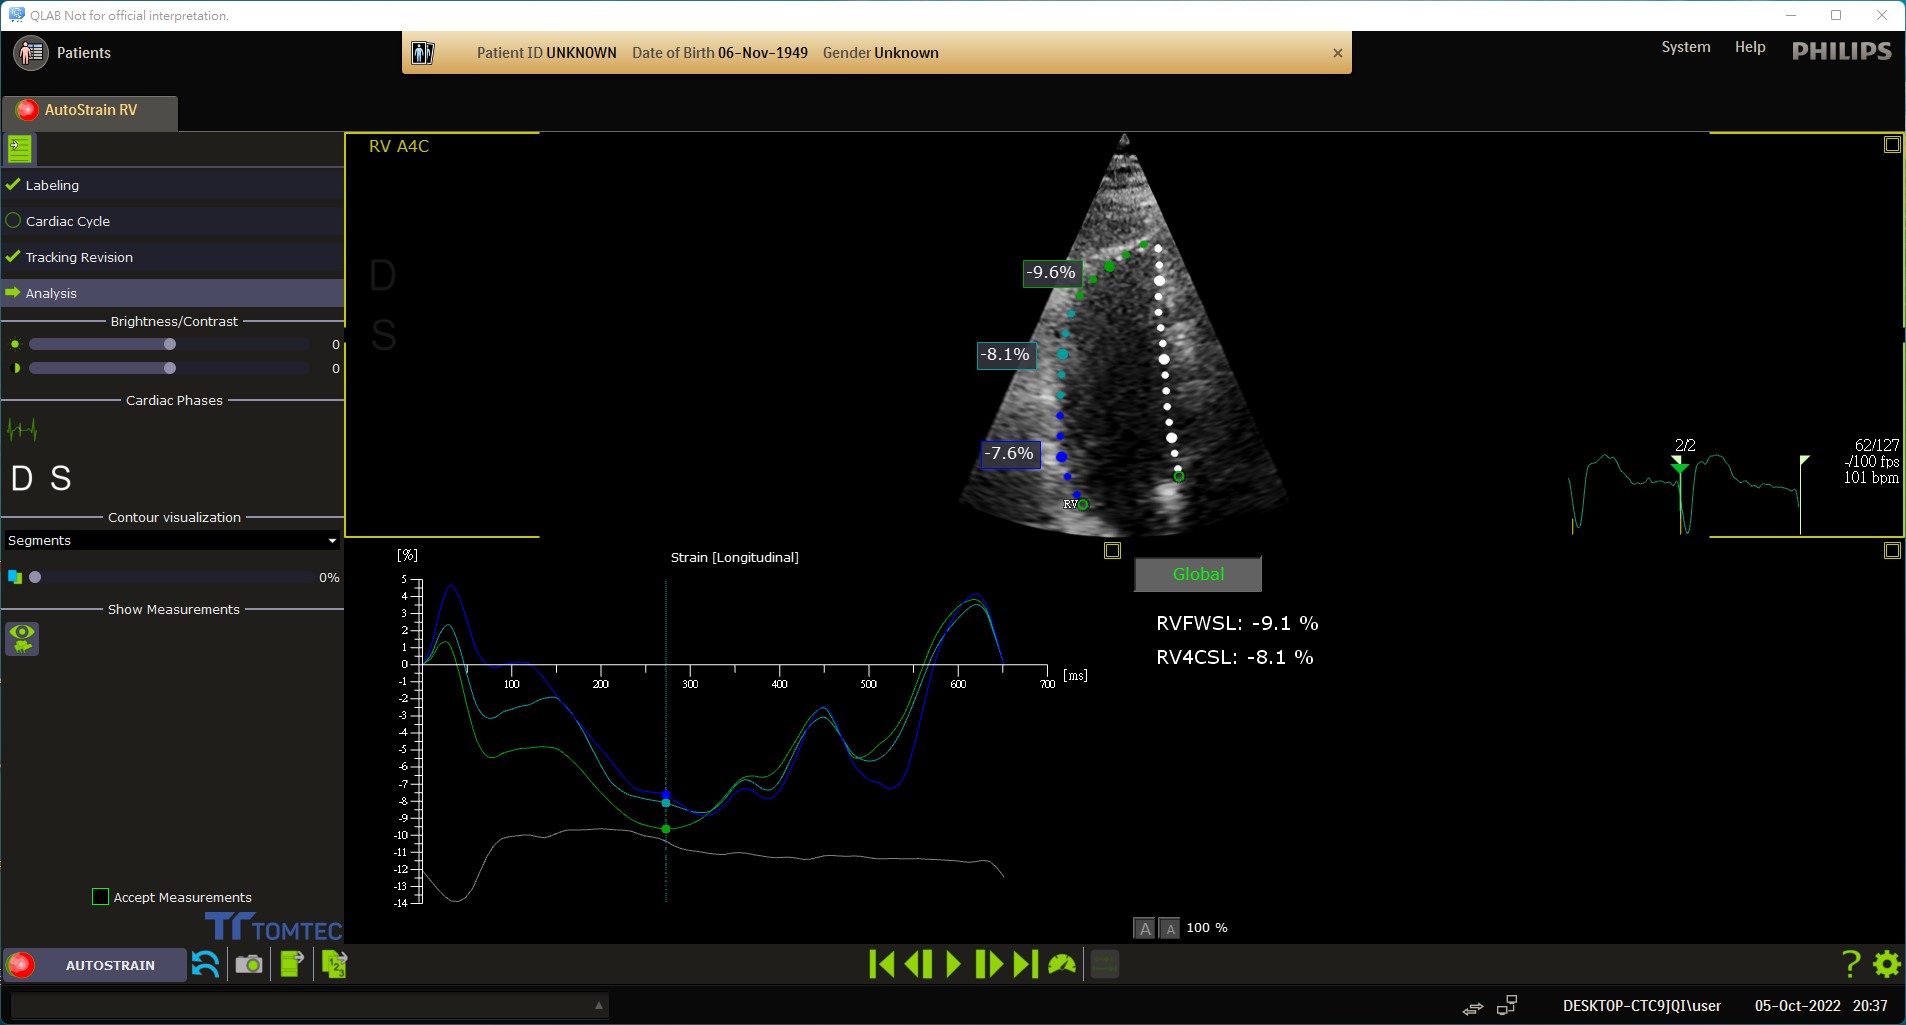 QLAB Not for official interpretation.
Patients
Patient ID UNKNOWN Date of Birth 06-Nov-1949 Gender Unknown
System Help PHILIPS
AutoStrain RV
Labeling
Cardiac Cycle
Tracking Revision
Analysis
Brightness/Contrast
0
0
Cardiac Phases
D S
Contour visualization
Segments
0%
Show Measurements
Accept Measurements
TOMTEC
RV A4C
D
S
-9.6%
-8.1%
-7.6%
RV
2/2
62/127
-/100 fps
101 bpm
[%]
Strain [Longitudinal]
5
4
3
2
1
0
-1
-2
-3
-4
-5
-6
-7
-8
-9
-10
-11
-12
-13
-14
100 200 300 400 500 600 700 [ms]
Global
RVFWSL: -9.1 %
RV4CSL: -8.1 %
A A 100 %
AUTOSTRAIN
123
DESKTOP-CTC9JQI\user 05-Oct-2022 20:37